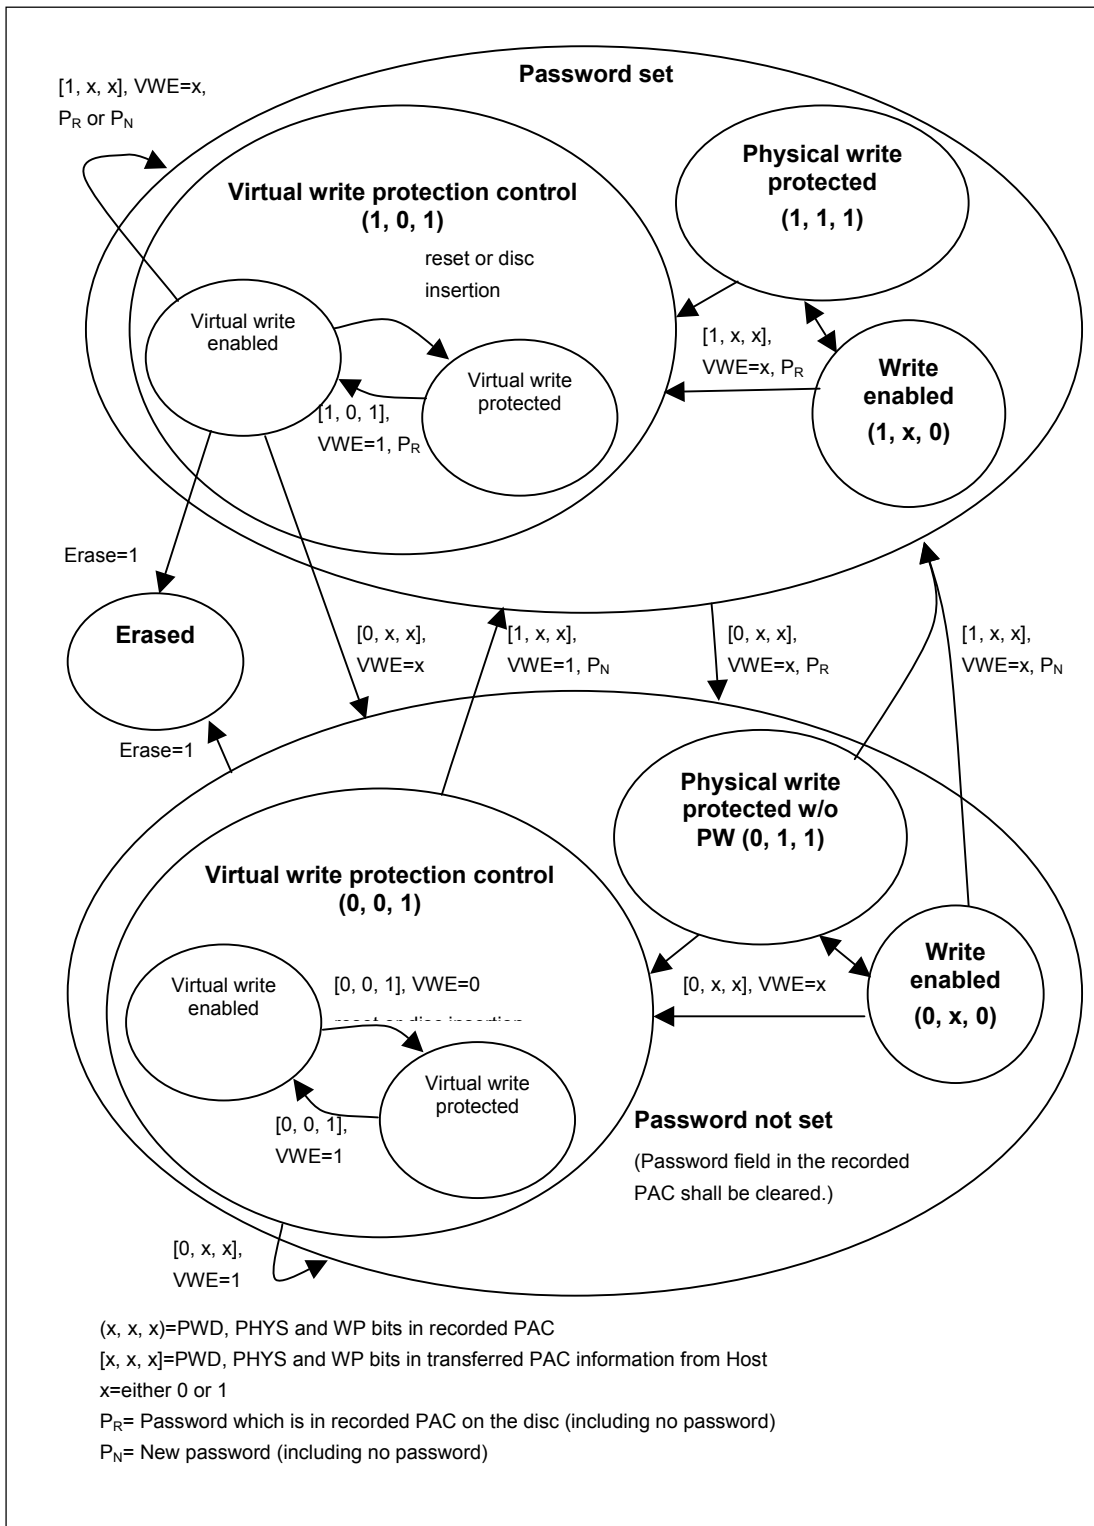 Password set
[1, x, x], VWE=x,
PR or PN
Physical write
protected
(1, 1, 1)
Virtual write protection control
(1, 0, 1)
reset or disc
insertion
Virtual write
enabled
[1, x, x],
VWE=x, PR
Write
enabled
(1, x, 0)
Virtual write
protected
[1, 0, 1],
VWE=1, PR
Erase=1
Erased
[0, x, x],
VWE=x
[1, x, x],
VWE=1, PN
[0, x, x],
VWE=x, PR
[1, x, x],
VWE=x, PN
Erase=1
Physical write
protected w/o
PW (0, 1, 1)
Virtual write protection control
(0, 0, 1)
Write
enabled
(0, x, 0)
[0, x, x], VWE=x
Virtual write
enabled
[0, 0, 1], VWE=0
reset or disc insertion
Virtual write
protected
[0, 0, 1],
VWE=1
Password not set
(Password field in the recorded
PAC shall be cleared.)
[0, x, x],
VWE=1
(x, x, x)=PWD, PHYS and WP bits in recorded PAC
[x, x, x]=PWD, PHYS and WP bits in transferred PAC information from Host
x=either 0 or 1
PR= Password which is in recorded PAC on the disc (including no password)
PN= New password (including no password)